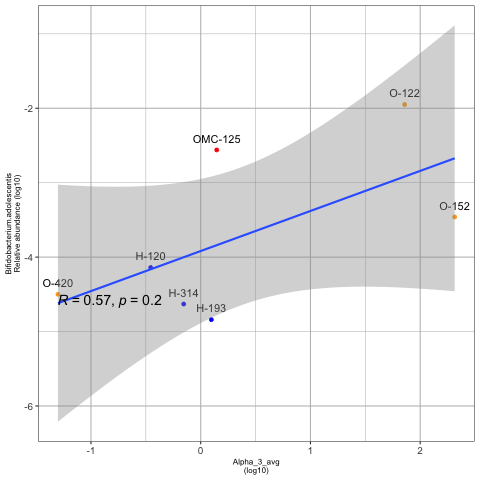 -2
-4
-6
O-122
OMC-125
O-152
H-120
O-420
R = 0.57, p = 0.2
H-314
H-193
-1
0
1
2
Alpha_3_avg
(log10)
Bifidobacterium.adolescentis
Relative abundance (log10)